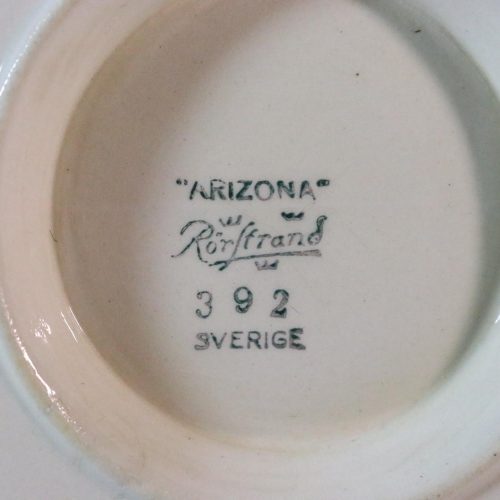 "ARIZONA"
Rörstrand
392
SVERIGE